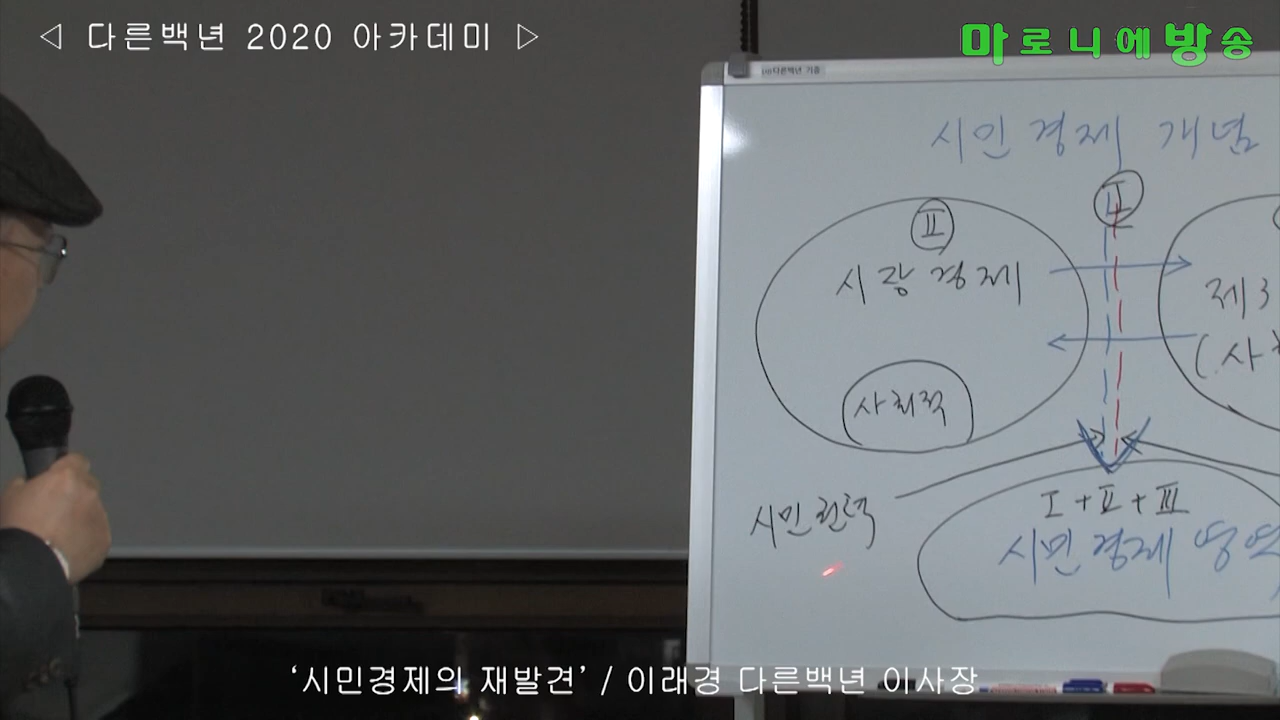 ◁ 다른백년 2020 아카데미 ▷
마로니에방송
시민경제 개념
Ⅱ
시장경제
제3
(사회
사회적
시민권력
Ⅰ+Ⅱ+Ⅲ
시민경제 영역
‘시민경제의 재발견’ / 이래경 다른백년 이사장